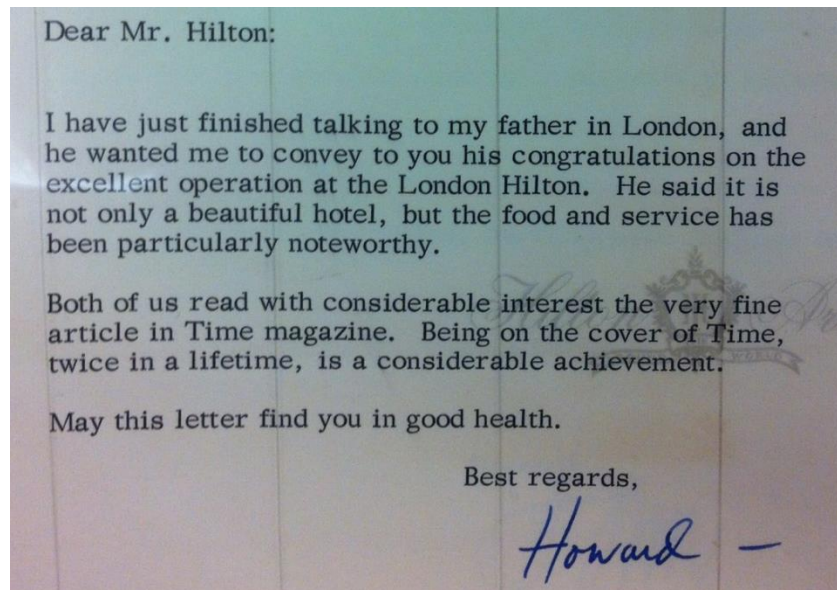 Dear Mr. Hilton:
I have just finished talking to my father in London, and
he wanted me to convey to you his congratulations on the
excellent operation at the London Hilton. He said it is
not only a beautiful hotel, but the food and service has
been particularly noteworthy.
Both of us read with considerable interest the very fine
article in Time magazine. Being on the cover of Time,
twice in a lifetime, is a considerable achievement.
May this letter find you in good health.
Best regards,
Howard -
Hilton
WORLD